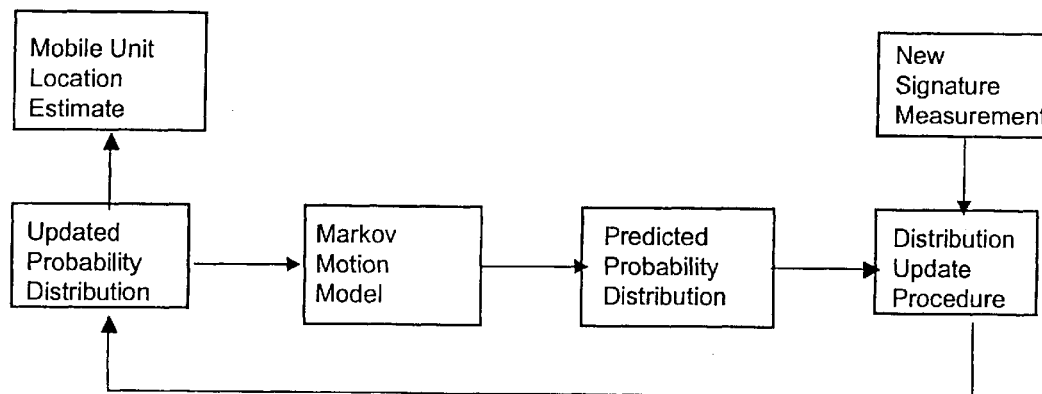 Mobile Unit
Location
Estimate
New
Signature
Measurement
Updated
Probability
Distribution
Markov
Motion
Model
Predicted
Probability
Distribution
Distribution
Update
Procedure